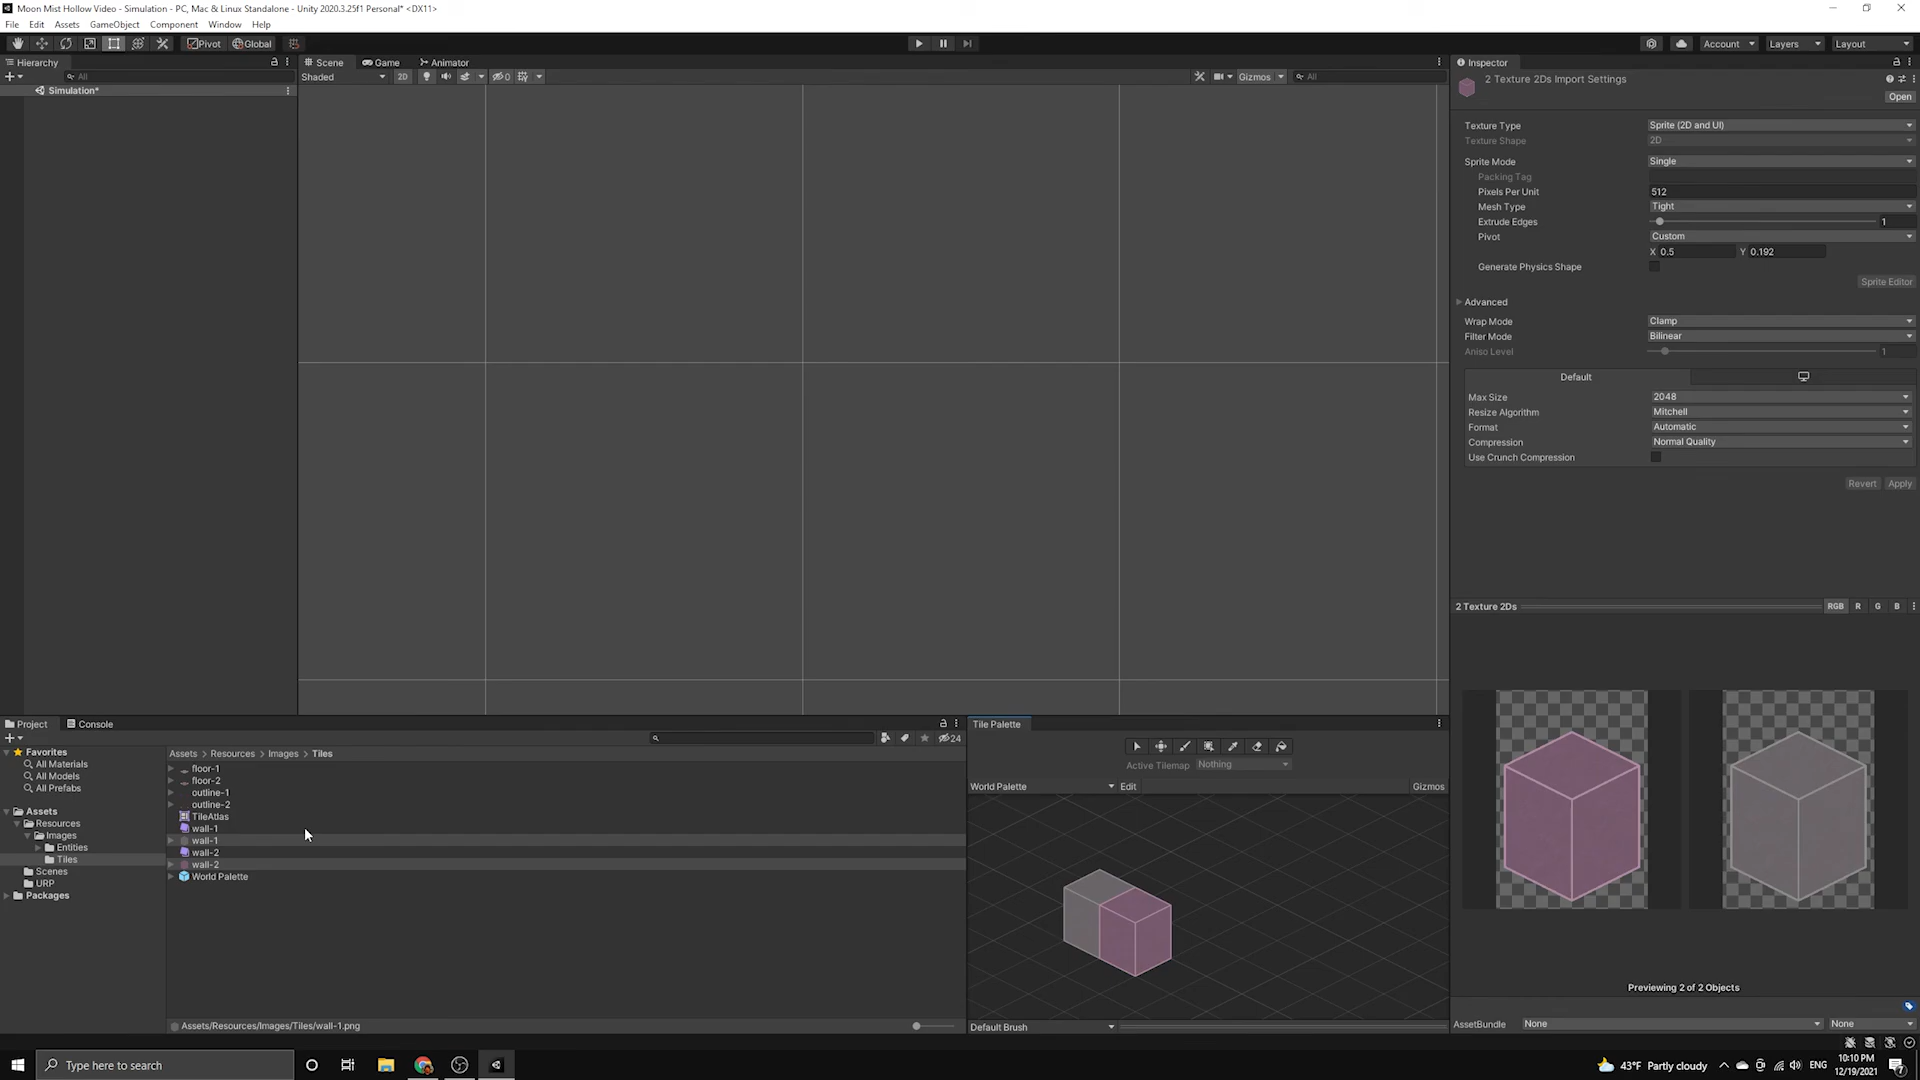 Moon Mist Hollow Video - Simulation - PC, Mac & Linux Standalone - Unity 2020.3.25f1 Personal* <DX11>
File Edit Assets GameObject Component Window Help
Pivot Global Account Layers Layout
Hierarchy
All
Simulation*
Scene Game Animator
Shaded 2D 0 Gizmos All
Inspector
2 Texture 2Ds Import Settings
Open
Texture Type Sprite (2D and UI)
Texture Shape 2D
Sprite Mode Single
Packing Tag
Pixels Per Unit 512
Mesh Type Tight
Extrude Edges 1
Pivot Custom
X 0.5 Y 0.192
Generate Physics Shape
Sprite Editor
Advanced
Wrap Mode Clamp
Filter Mode Bilinear
Aniso Level 1
Default
Max Size 2048
Resize Algorithm Mitchell
Format Automatic
Compression Normal Quality
Use Crunch Compression
Revert Apply
2 Texture 2Ds RGB R G B
Previewing 2 of 2 Objects
AssetBundle None None
Project Console
24
Favorites
All Materials
All Models
All Prefabs
Assets
Resources
Images
Entities
Tiles
Scenes
URP
Packages
Assets > Resources > Images > Tiles
floor-1
floor-2
outline-1
outline-2
TileAtlas
wall-1
wall-1
wall-2
wall-2
World Palette
Assets/Resources/Images/Tiles/wall-1.png
Tile Palette
Active Tilemap Nothing
World Palette Edit Gizmos
Default Brush
Type here to search
43°F Partly cloudy ENG
10:10 PM
12/19/2021
7